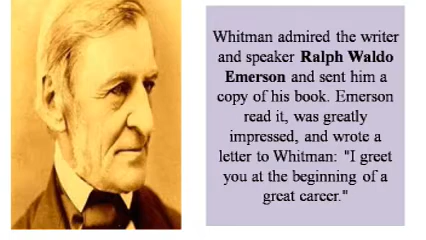 Whitman admired the writer
and speaker Ralph Waldo
Emerson and sent him a
copy of his book. Emerson
read it, was greatly
impressed, and wrote a
letter to Whitman: "I greet
you at the beginning of a
great career."